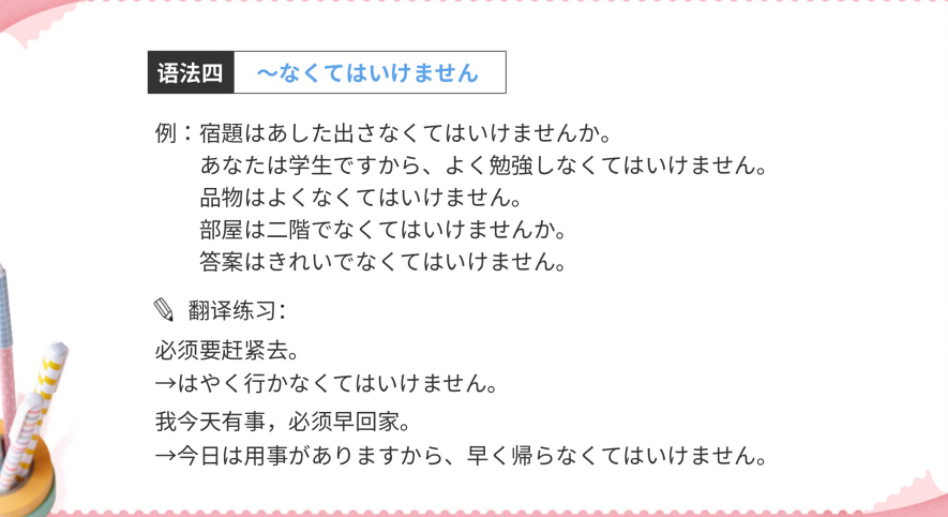 语法四 ～なくてはいけません
例：宿題はあした出さなくてはいけませんか。
あなたは学生ですから、よく勉強しなくてはいけません。
品物はよくなくてはいけません。
部屋は二階でなくてはいけませんか。
答案はきれいでなくてはいけません。
翻译练习：
必须要赶紧去。
→はやく行かなくてはいけません。
我今天有事，必须早回家。
→今日は用事がありますから、早く帰らなくてはいけません。